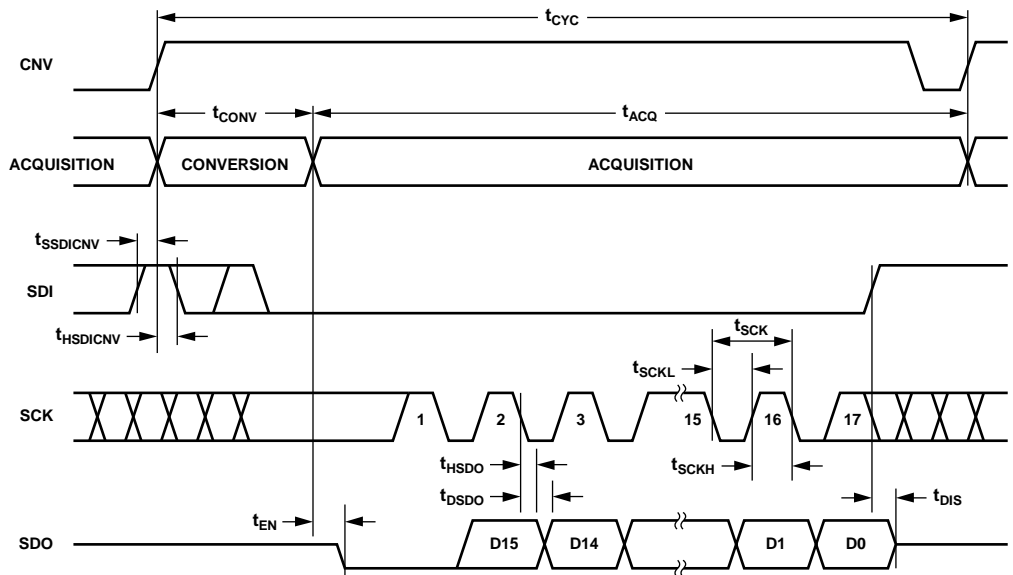 tCYC
CNV
tCONV
tACQ
ACQUISITION CONVERSION ACQUISITION
tSSDICNV
SDI
tHSDICNV
tSCK
tSCKL
SCK 1 2 3 15 16 17
tHSDO
tSCKH
tDSDO
tDIS
tEN
SDO D15 D14 D1 D0